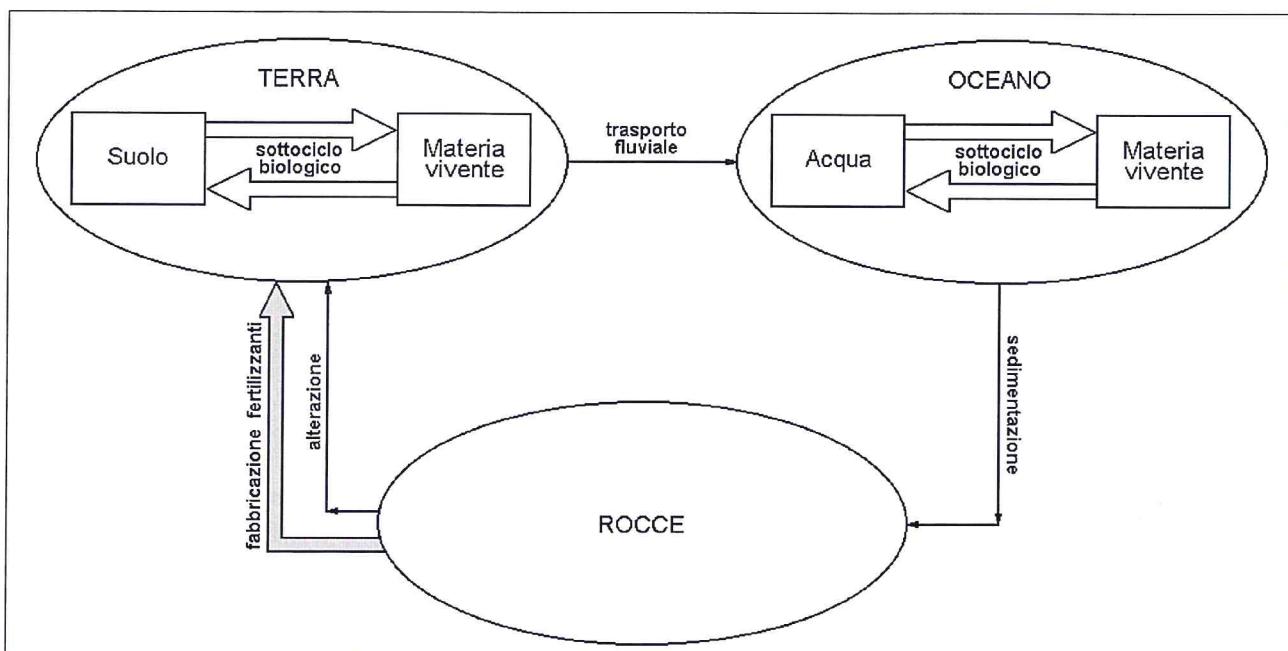 TERRA
Suolo
sottociclo
biologico
Materia
vivente
trasporto
fluviale
OCEANO
Acqua
sottociclo
biologico
Materia
vivente
fabbricazione fertilizzanti
alterazione
sedimentazione
ROCCE